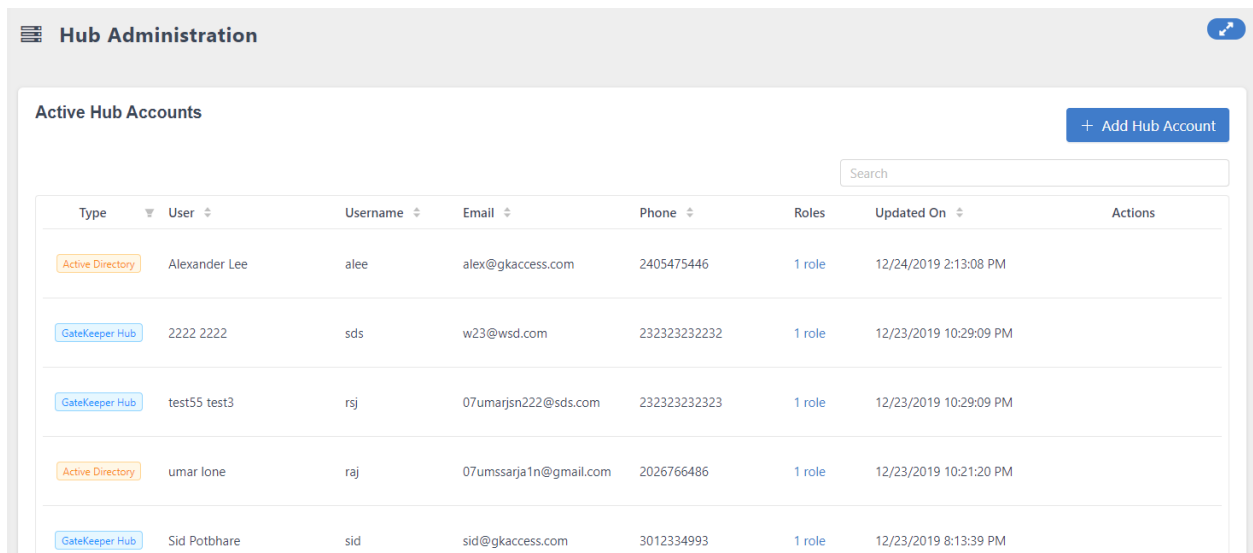 Hub Administration
Active Hub Accounts
+ Add Hub Account
Search
Type User Username Email Phone Roles Updated On Actions
Active Directory Alexander Lee alee alex@gkaccess.com 2405475446 1 role 12/24/2019 2:13:08 PM
GateKeeper Hub 2222 2222 sds w23@wsd.com 232323232232 1 role 12/23/2019 10:29:09 PM
GateKeeper Hub test55 test3 rsj 07umarjsn222@sds.com 232323232323 1 role 12/23/2019 10:29:09 PM
Active Directory umar lone raj 07umssarja1n@gmail.com 2026766486 1 role 12/23/2019 10:21:20 PM
GateKeeper Hub Sid Potbhare sid sid@gkaccess.com 3012334993 1 role 12/23/2019 8:13:39 PM